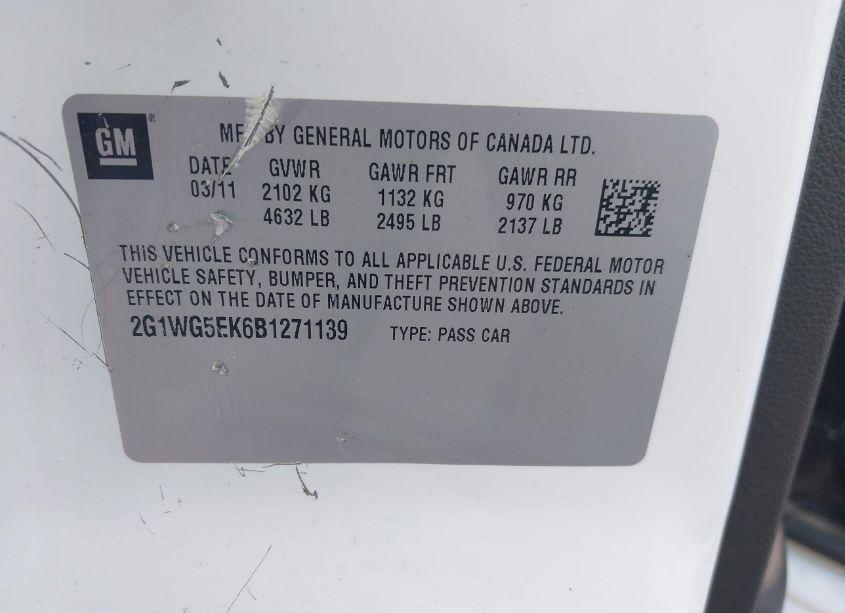 GM ®
MFD BY GENERAL MOTORS OF CANADA LTD.
DATE GVWR GAWR FRT GAWR RR
03/11 2102 KG 1132 KG 970 KG
4632 LB 2495 LB 2137 LB
THIS VEHICLE CONFORMS TO ALL APPLICABLE U.S. FEDERAL MOTOR
VEHICLE SAFETY, BUMPER, AND THEFT PREVENTION STANDARDS IN
EFFECT ON THE DATE OF MANUFACTURE SHOWN ABOVE.
2G1WG5EK6B1271139 TYPE: PASS CAR